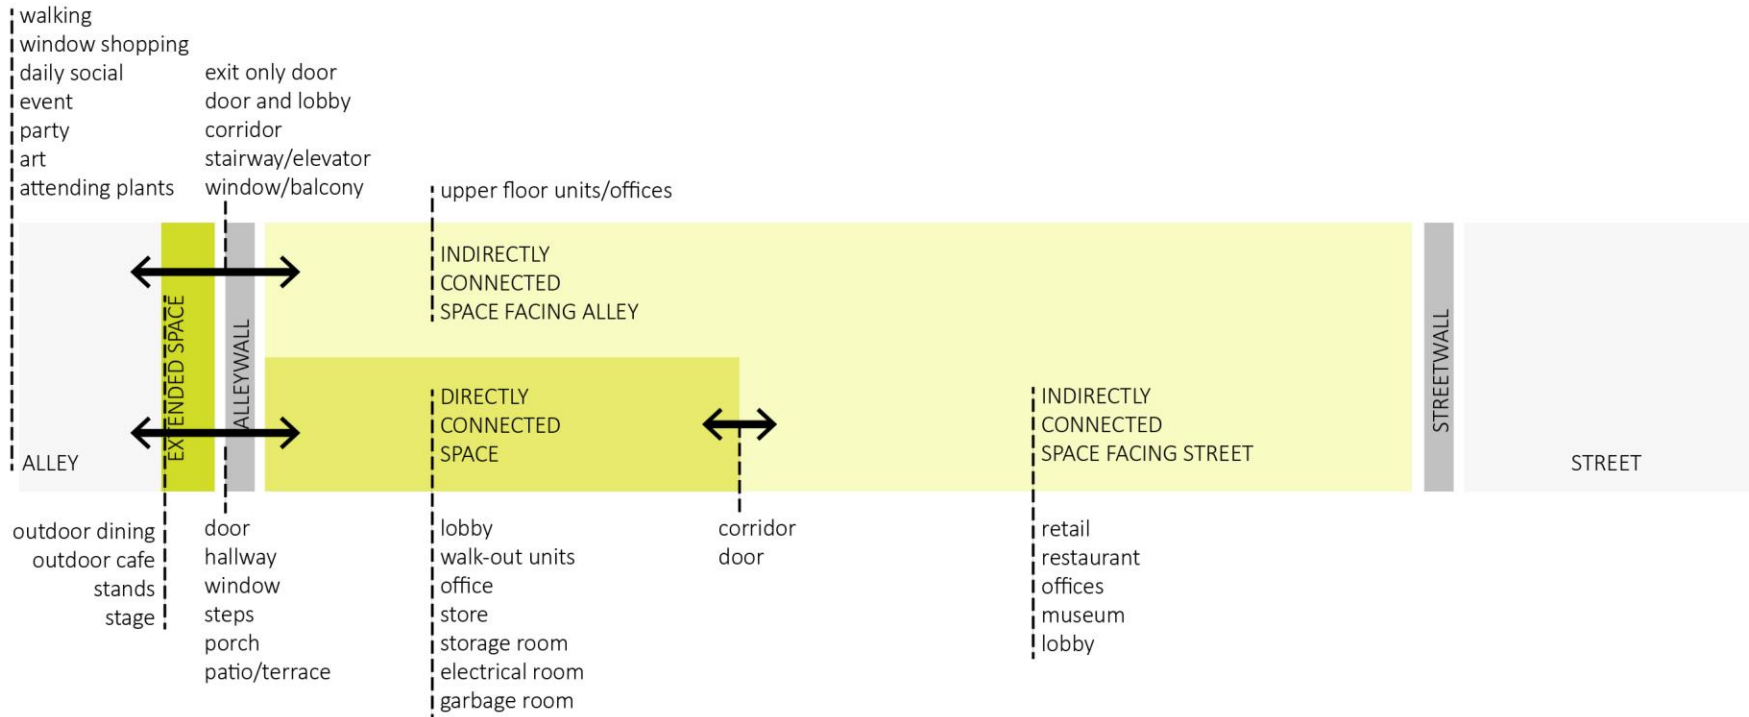 walking
window shopping
daily social
event
party
art
attending plants
exit only door
door and lobby
corridor
stairway/elevator
window/balcony
upper floor units/offices
INDIRECTLY
CONNECTED
SPACE FACING ALLEY
EXTENDED SPACE
ALLEYWALL
DIRECTLY
CONNECTED
SPACE
INDIRECTLY
CONNECTED
SPACE FACING STREET
STREETWALL
ALLEY
STREET
outdoor dining
outdoor cafe
stands
stage
door
hallway
window
steps
porch
patio/terrace
lobby
walk-out units
office
store
storage room
electrical room
garbage room
corridor
door
retail
restaurant
offices
museum
lobby